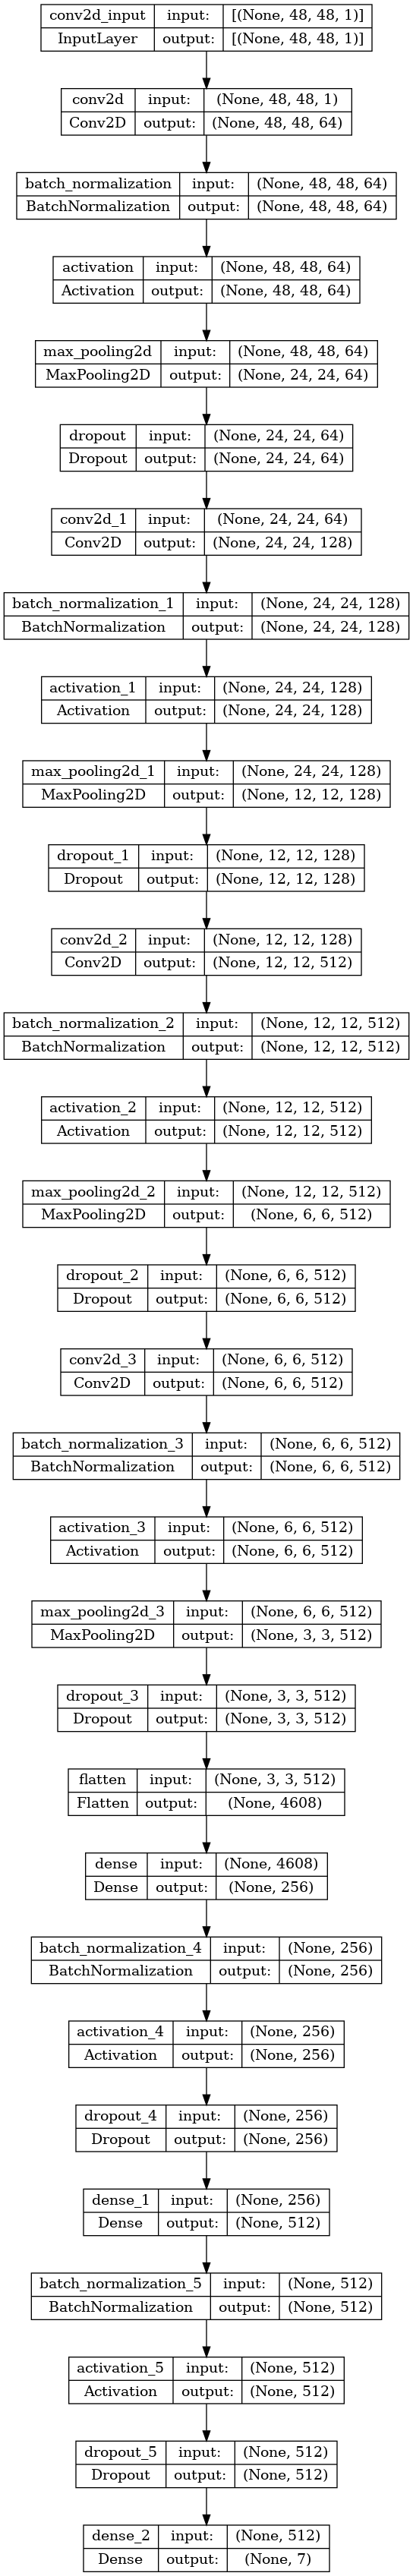 conv2d_input input: [(None, 48, 48, 1)]
InputLayer output: [(None, 48, 48, 1)]
conv2d input: (None, 48, 48, 1)
Conv2D output: (None, 48, 48, 64)
batch_normalization input: (None, 48, 48, 64)
BatchNormalization output: (None, 48, 48, 64)
activation input: (None, 48, 48, 64)
Activation output: (None, 48, 48, 64)
max_pooling2d input: (None, 48, 48, 64)
MaxPooling2D output: (None, 24, 24, 64)
dropout input: (None, 24, 24, 64)
Dropout output: (None, 24, 24, 64)
conv2d_1 input: (None, 24, 24, 64)
Conv2D output: (None, 24, 24, 128)
batch_normalization_1 input: (None, 24, 24, 128)
BatchNormalization output: (None, 24, 24, 128)
activation_1 input: (None, 24, 24, 128)
Activation output: (None, 24, 24, 128)
max_pooling2d_1 input: (None, 24, 24, 128)
MaxPooling2D output: (None, 12, 12, 128)
dropout_1 input: (None, 12, 12, 128)
Dropout output: (None, 12, 12, 128)
conv2d_2 input: (None, 12, 12, 128)
Conv2D output: (None, 12, 12, 512)
batch_normalization_2 input: (None, 12, 12, 512)
BatchNormalization output: (None, 12, 12, 512)
activation_2 input: (None, 12, 12, 512)
Activation output: (None, 12, 12, 512)
max_pooling2d_2 input: (None, 12, 12, 512)
MaxPooling2D output: (None, 6, 6, 512)
dropout_2 input: (None, 6, 6, 512)
Dropout output: (None, 6, 6, 512)
conv2d_3 input: (None, 6, 6, 512)
Conv2D output: (None, 6, 6, 512)
batch_normalization_3 input: (None, 6, 6, 512)
BatchNormalization output: (None, 6, 6, 512)
activation_3 input: (None, 6, 6, 512)
Activation output: (None, 6, 6, 512)
max_pooling2d_3 input: (None, 6, 6, 512)
MaxPooling2D output: (None, 3, 3, 512)
dropout_3 input: (None, 3, 3, 512)
Dropout output: (None, 3, 3, 512)
flatten input: (None, 3, 3, 512)
Flatten output: (None, 4608)
dense input: (None, 4608)
Dense output: (None, 256)
batch_normalization_4 input: (None, 256)
BatchNormalization output: (None, 256)
activation_4 input: (None, 256)
Activation output: (None, 256)
dropout_4 input: (None, 256)
Dropout output: (None, 256)
dense_1 input: (None, 256)
Dense output: (None, 512)
batch_normalization_5 input: (None, 512)
BatchNormalization output: (None, 512)
activation_5 input: (None, 512)
Activation output: (None, 512)
dropout_5 input: (None, 512)
Dropout output: (None, 512)
dense_2 input: (None, 512)
Dense output: (None, 7)